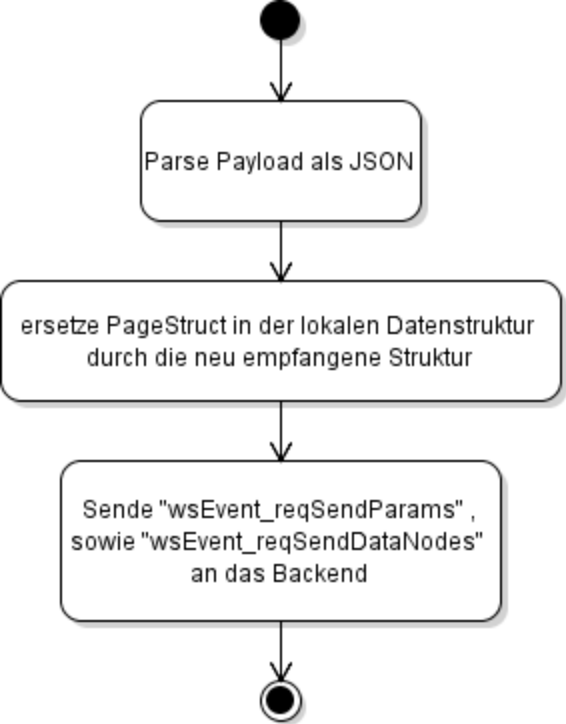 Parse Payload als JSON
ersetze PageStruct in der lokalen Datenstruktur
durch die neu empfangene Struktur
Sende "wsEvent_reqSendParams" ,
sowie "wsEvent_reqSendDataNodes"
an das Backend